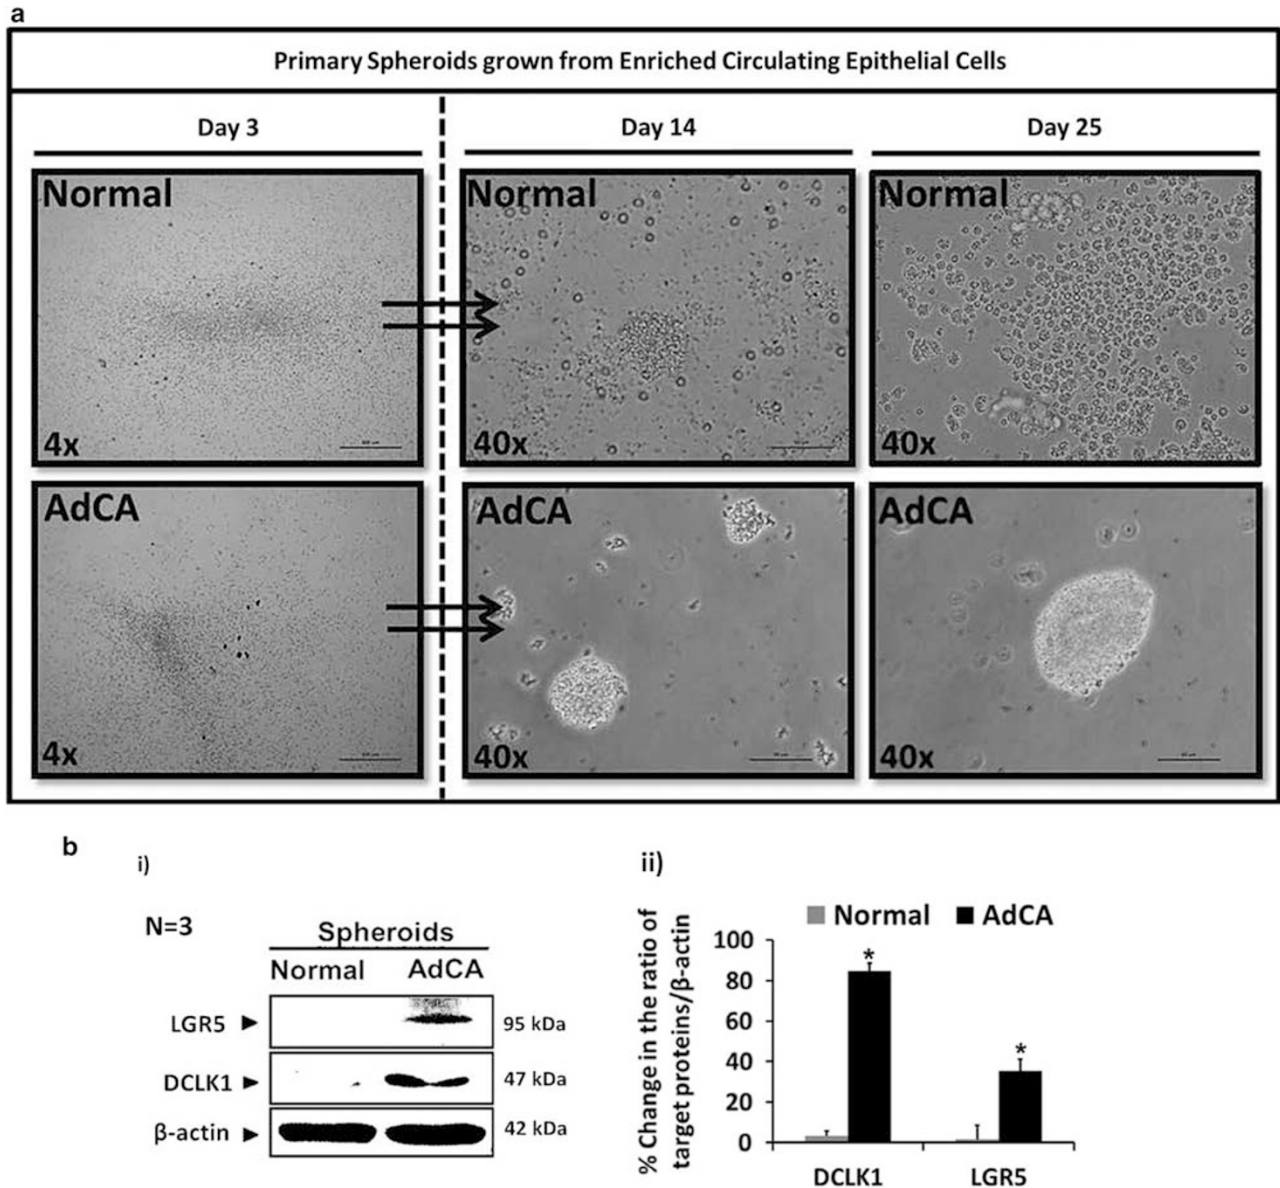 a
Primary Spheroids grown from Enriched Circulating Epithelial Cells
Day 3
Day 14
Day 25
Normal
4x
Normal
40x
Normal
40x
AdCA
4x
AdCA
40x
AdCA
40x
b
i)
N=3
Spheroids
Normal AdCA
LGR5
95 kDa
DCLK1
47 kDa
β-actin
42 kDa
ii)
Normal AdCA
% Change in the ratio of
target proteins/β-actin
100
80
60
40
20
0
*
*
DCLK1 LGR5